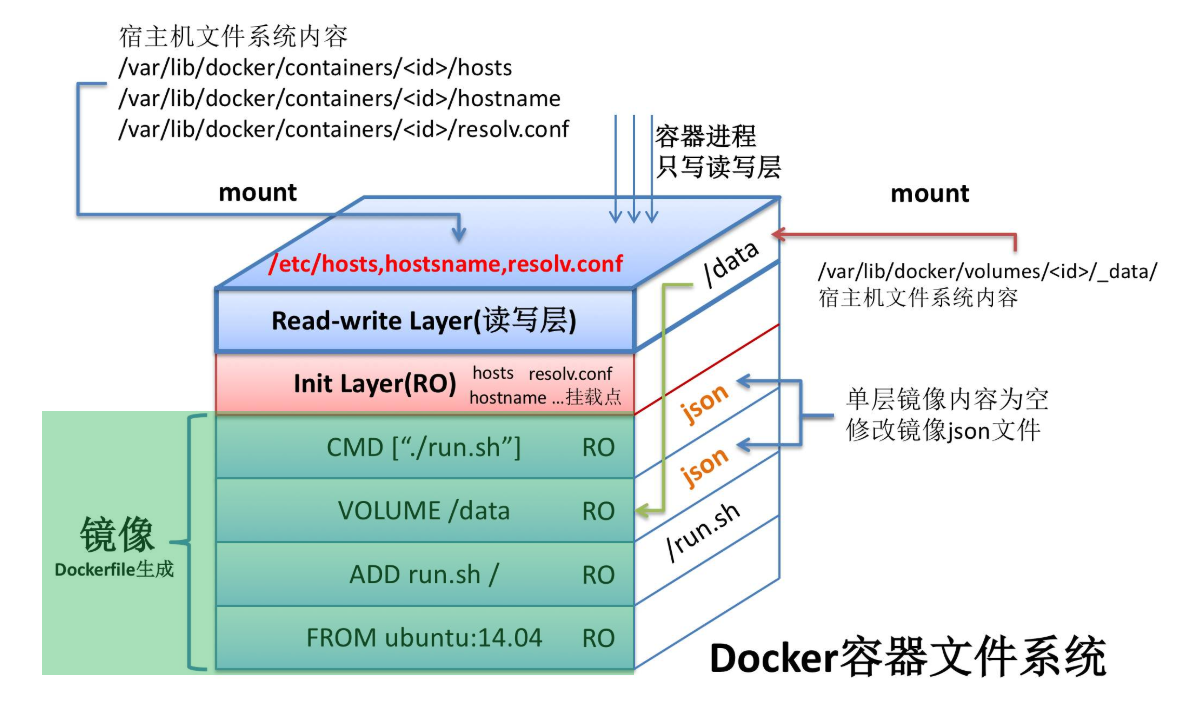 宿主机文件系统内容
/var/lib/docker/containers/<id>/hosts
/var/lib/docker/containers/<id>/hostname
/var/lib/docker/containers/<id>/resolv.conf
容器进程
只写读写层
mount
mount
/etc/hosts,hostsname,resolv.conf
/data
/var/lib/docker/volumes/<id>/_data/
宿主机文件系统内容
Read-write Layer(读写层)
Init Layer(RO)
hosts resolv.conf
hostname ...挂载点
json
json
单层镜像内容为空
修改镜像json文件
CMD [“./run.sh”] RO
VOLUME /data RO
/run.sh
镜像
Dockerfile生成
ADD run.sh / RO
FROM ubuntu:14.04 RO
Docker容器文件系统